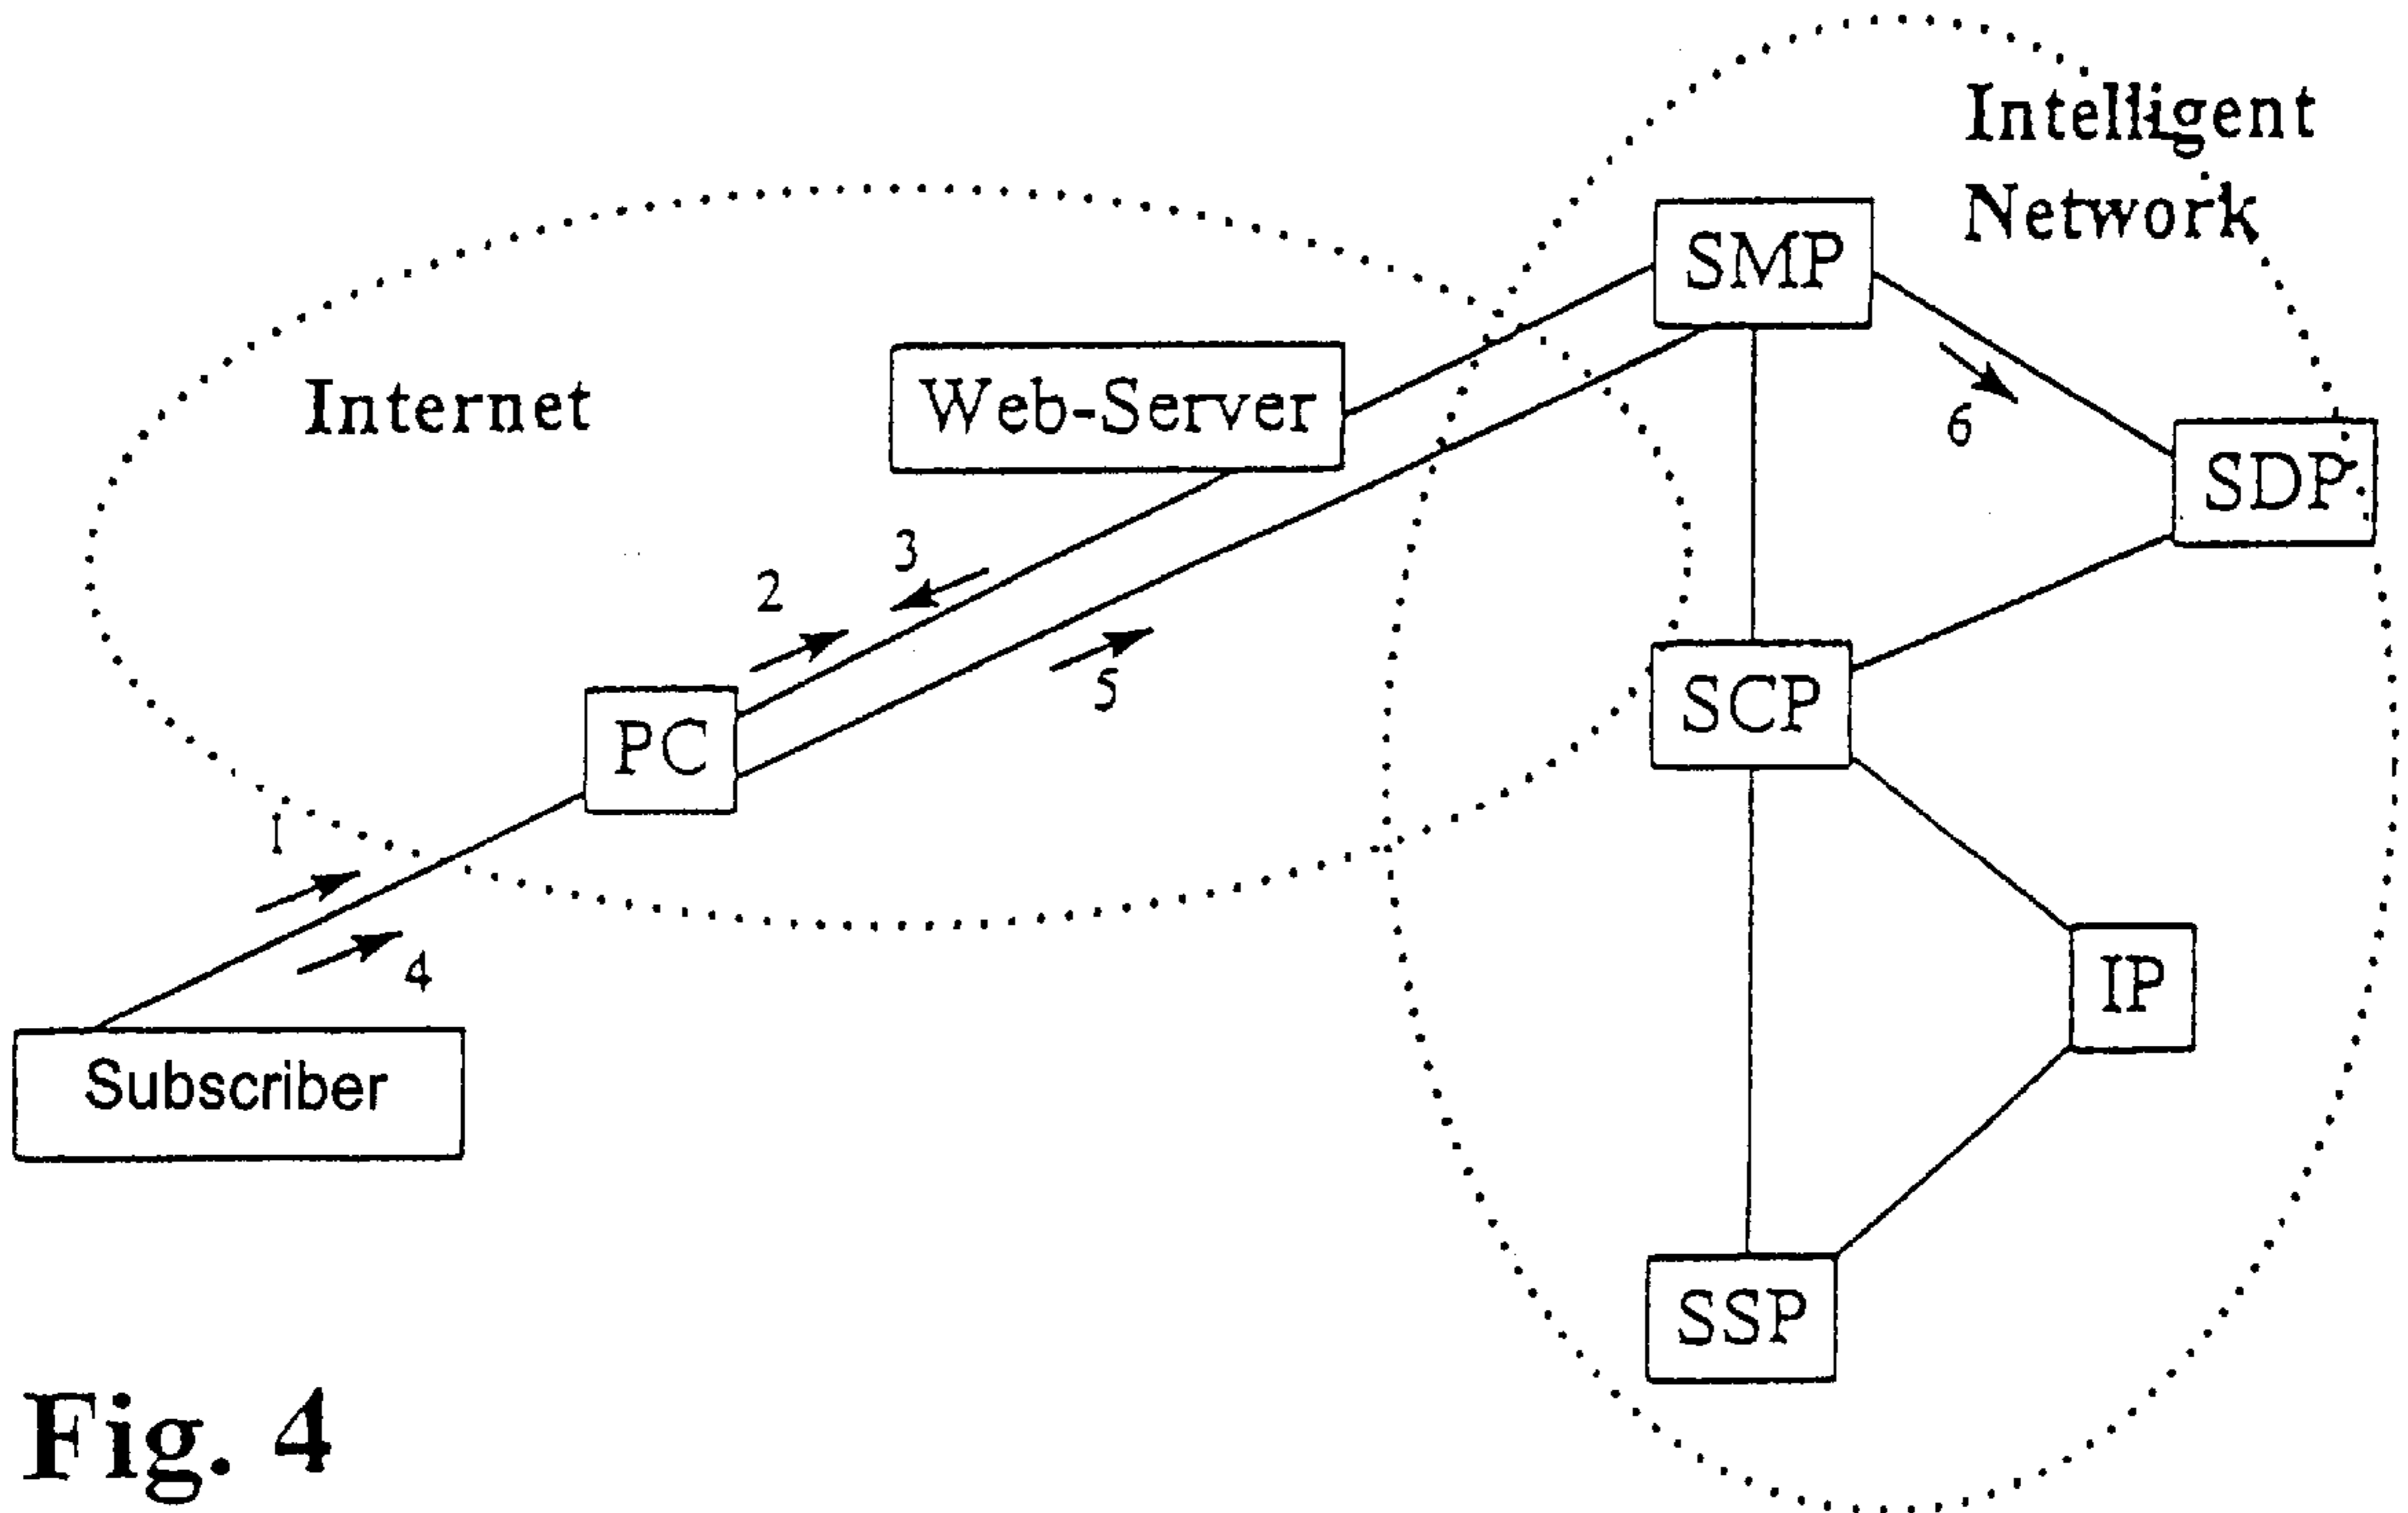 Intelligent
Network
SMP
Internet
Web-Server
6
SDP
3
2
5
SCP
PC
1
4
IP
Subscriber
SSP
Fig. 4